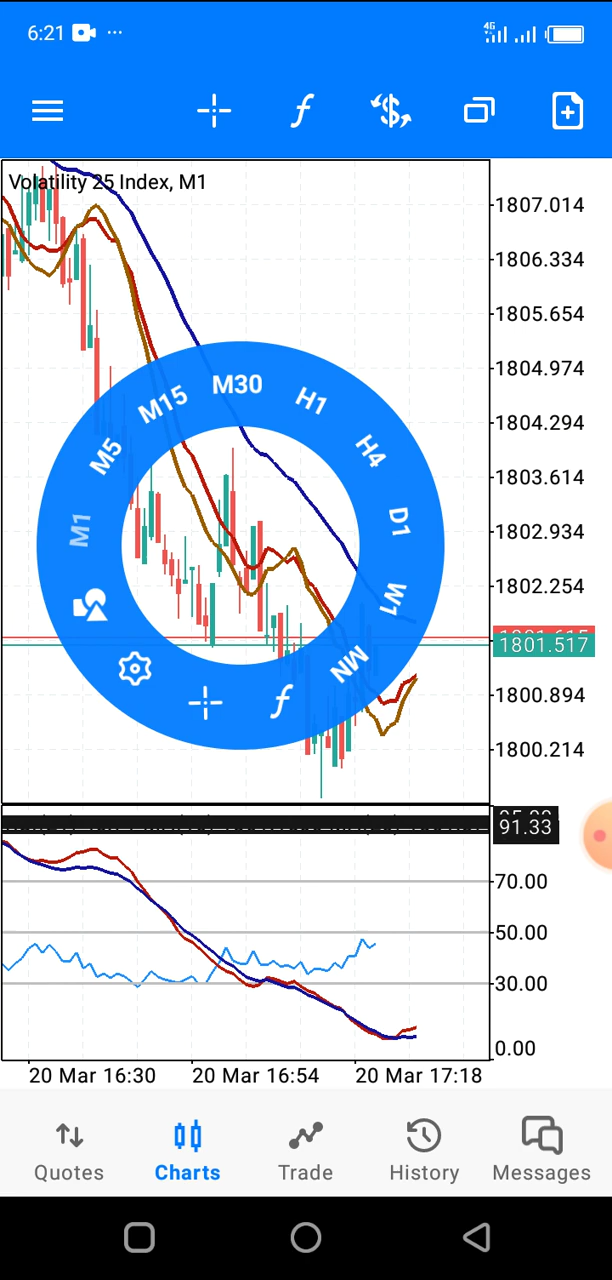 6:21
4G
Volatility 25 Index, M1
1807.014
1806.334
1805.654
1804.974
1804.294
1803.614
1802.934
1802.254
1801.517
1800.894
1800.214
M1
M5
M15
M30
H1
H4
D1
W1
MN
91.33
70.00
50.00
30.00
0.00
20 Mar 16:30
20 Mar 16:54
20 Mar 17:18
Quotes
Charts
Trade
History
Messages